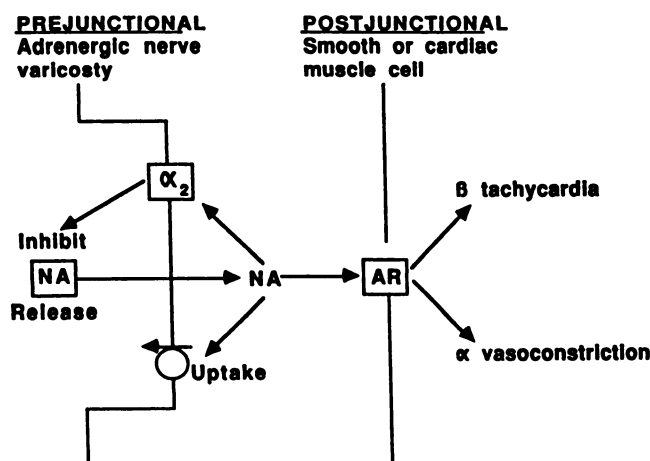 PREJUNCTIONAL
Adrenergic nerve
varicosty
POSTJUNCTIONAL
Smooth or cardiac
muscle cell
α₂
β tachycardia
Inhibit
NA
Release
NA
AR
Uptake
α vasoconstriction